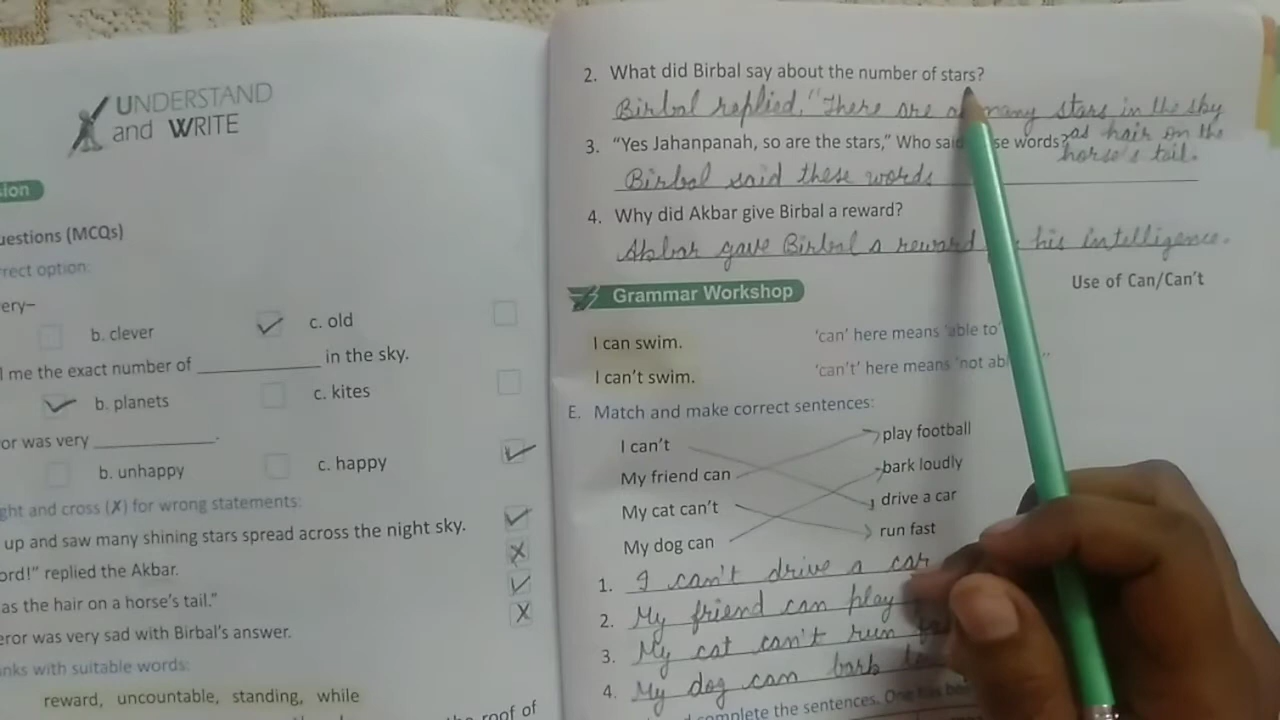 UNDERSTAND
and WRITE
sion
uestions (MCQs)
rrect option:
ery–
b. clever
c. old
l me the exact number of ____________ in the sky.
b. planets
c. kites
or was very ____________.
b. unhappy
c. happy
ght and cross (✗) for wrong statements:
up and saw many shining stars spread across the night sky.
ord!" replied the Akbar.
as the hair on a horse's tail."
eror was very sad with Birbal's answer.
nks with suitable words:
reward, uncountable, standing, while
roof of
2. What did Birbal say about the number of stars?
Birbal replied, "There are many stars in the sky
as hair on the
horse's tail.
3. "Yes Jahanpanah, so are the stars," Who said se words?
Birbal said these words
4. Why did Akbar give Birbal a reward?
Akbar gave Birbal a reward his intelligence.
Grammar Workshop
Use of Can/Can't
I can swim.
'can' here means 'able to'
I can't swim.
'can't' here means 'not abl
E. Match and make correct sentences:
I can't
play football
My friend can
bark loudly
My cat can't
drive a car
My dog can
run fast
1. I can't drive a car
2. My friend can play
3. My cat can't run
4. My dog can bark
complete the sentences. One has